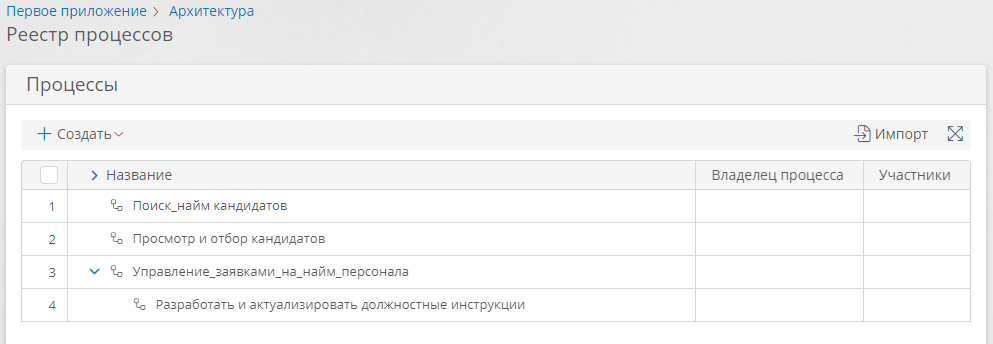 Первое приложение > Архитектура
Реестр процессов
Процессы
+ Создать
Импорт
Название Владелец процесса Участники
1 Поиск_найм кандидатов
2 Просмотр и отбор кандидатов
3 Управление_заявками_на_найм_персонала
4 Разработать и актуализировать должностные инструкции